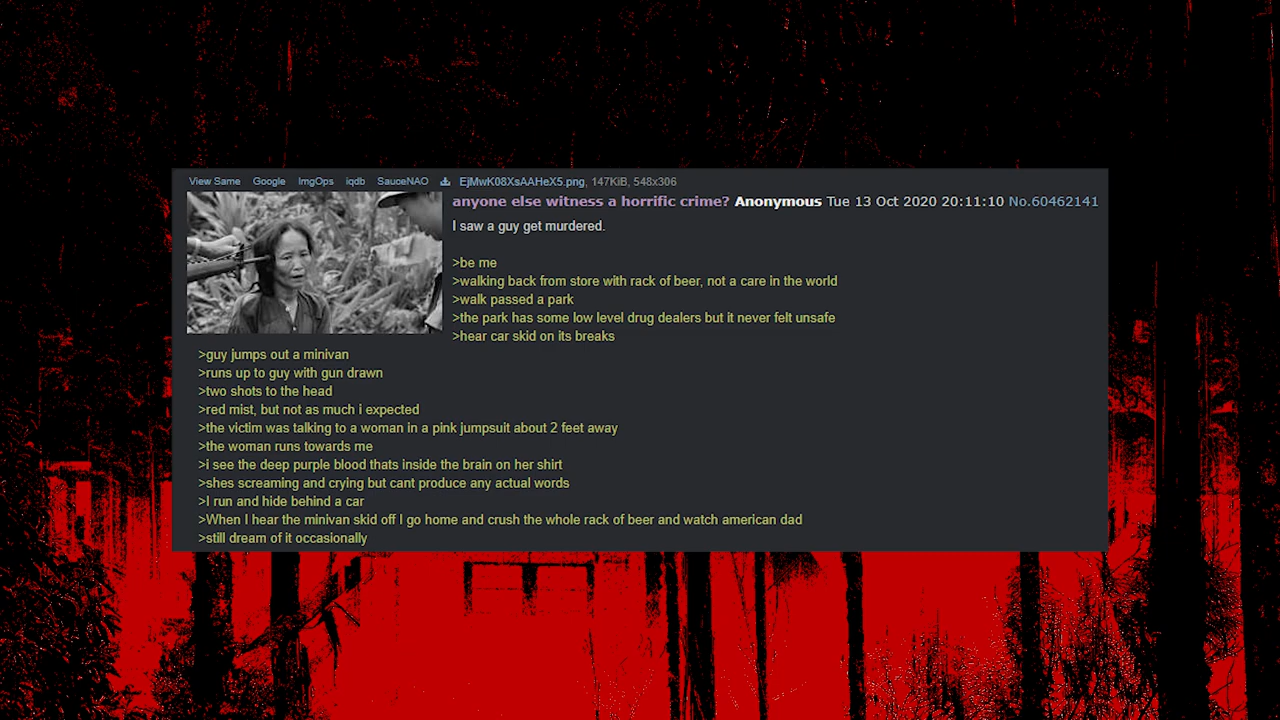 View Same Google ImgOps iqdb SauceNAO EjMwK08XsAAHeX5.png, 147KiB, 548x306
anyone else witness a horrific crime? Anonymous Tue 13 Oct 2020 20:11:10 No.60462141
I saw a guy get murdered.
>be me
>walking back from store with rack of beer, not a care in the world
>walk passed a park
>the park has some low level drug dealers but it never felt unsafe
>hear car skid on its breaks
>guy jumps out a minivan
>runs up to guy with gun drawn
>two shots to the head
>red mist, but not as much i expected
>the victim was talking to a woman in a pink jumpsuit about 2 feet away
>the woman runs towards me
>i see the deep purple blood thats inside the brain on her shirt
>shes screaming and crying but cant produce any actual words
>I run and hide behind a car
>When I hear the minivan skid off I go home and crush the whole rack of beer and watch american dad
>still dream of it occasionally